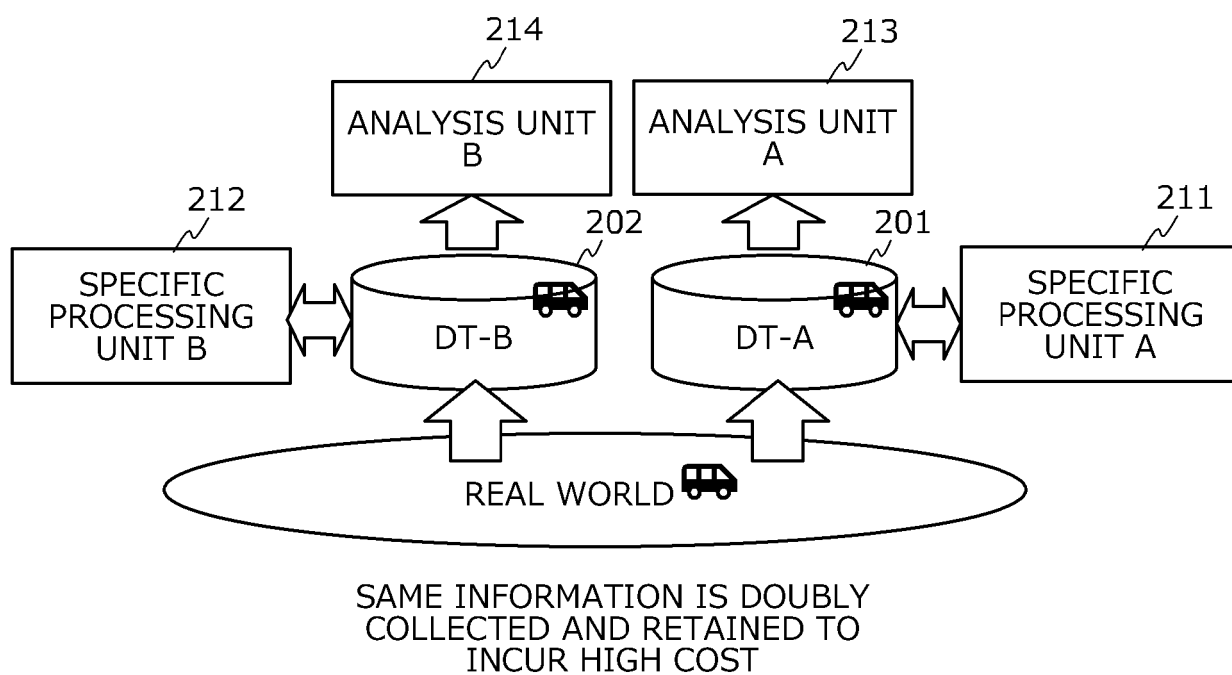 214
213
ANALYSIS UNIT
B
ANALYSIS UNIT
A
212
202
201
211
SPECIFIC
PROCESSING
UNIT B
DT-B
DT-A
SPECIFIC
PROCESSING
UNIT A
REAL WORLD
SAME INFORMATION IS DOUBLY
COLLECTED AND RETAINED TO
INCUR HIGH COST